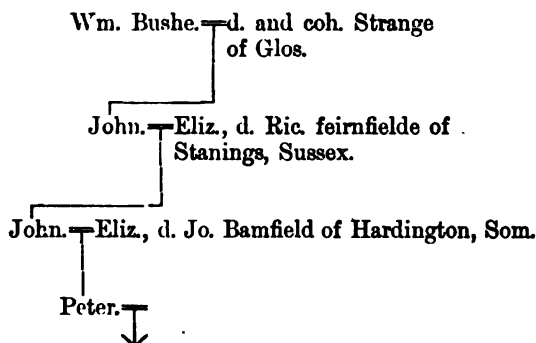 Wm. Bushe. d. and coh. Strange
of Glos.
John. Eliz., d. Ric. feirnfielde of
Stanings, Sussex.
John. Eliz., d. Jo. Bamfield of Hardington, Som.
Peter.